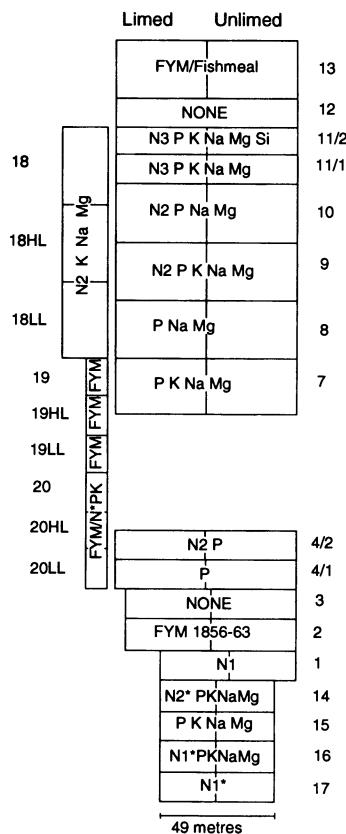 Limed Unlimed
FYM/Fishmeal 13
NONE 12
N3 P K Na Mg Si 11/2
18 N3 P K Na Mg 11/1
N2 P Na Mg 10
N2 K Na Mg
18HL N2 P K Na Mg 9
18LL P Na Mg 8
19 FYM P K Na Mg 7
19HL FYM
19LL FYM
20 FYM/N*PK
20HL N2 P 4/2
20LL P 4/1
NONE 3
FYM 1856-63 2
N1 1
N2* PKNaMg 14
P K Na Mg 15
N1*PKNaMg 16
N1* 17
49 metres